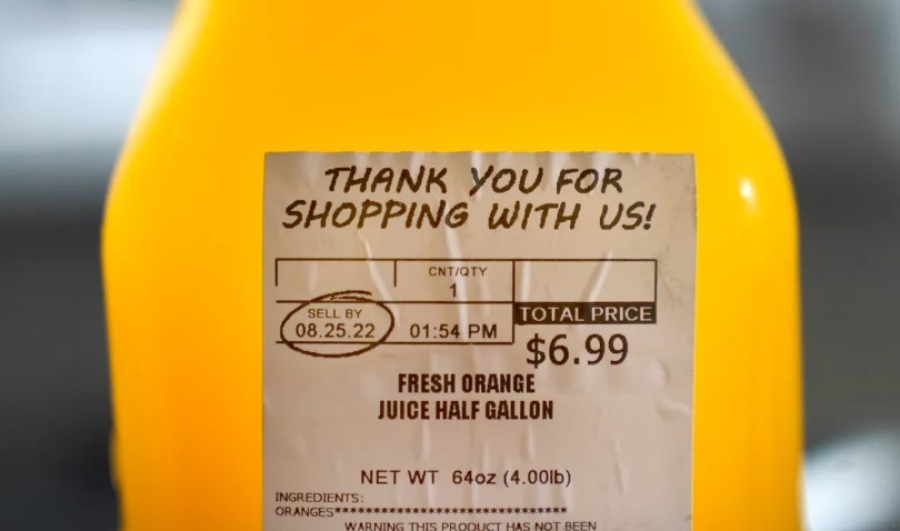 THANK YOU FOR
SHOPPING WITH US!
CNT/QTY
1
SELL BY
08.25.22
01:54 PM
TOTAL PRICE
$6.99
FRESH ORANGE
JUICE HALF GALLON
NET WT 64oz (4.00lb)
INGREDIENTS:
ORANGES******************************
WARNING THIS PRODUCT HAS NOT BEEN